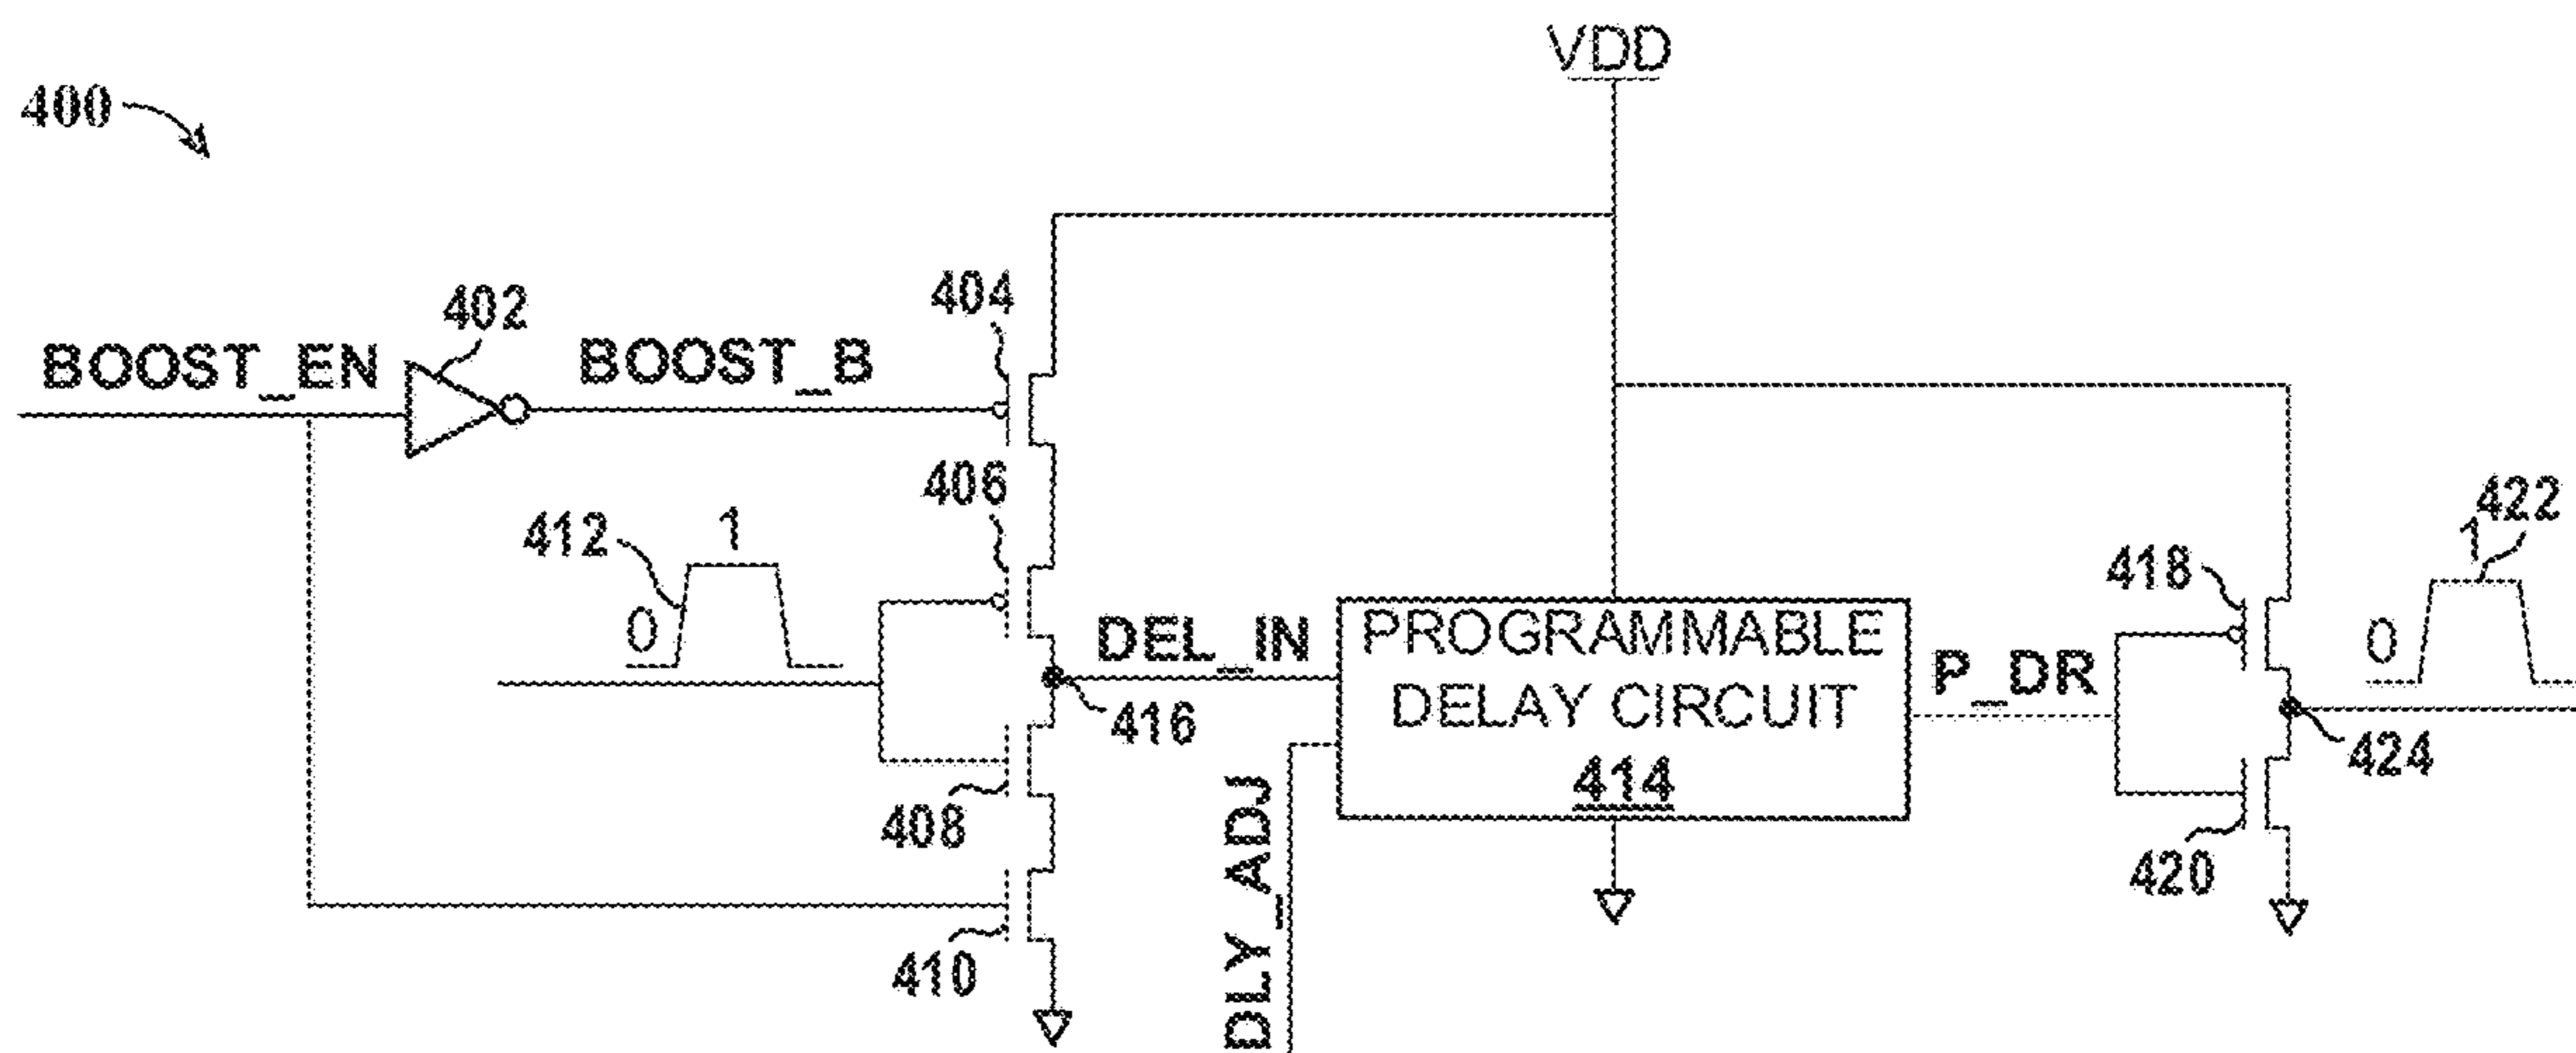 VDD
400
404
402
BOOST_EN
BOOST_B
406
422
412
1
1
418
0
DEL_IN
PROGRAMMABLE
0
P_DR
DELAY CIRCUIT
416
424
414
408
DLY_ADJ
420
410